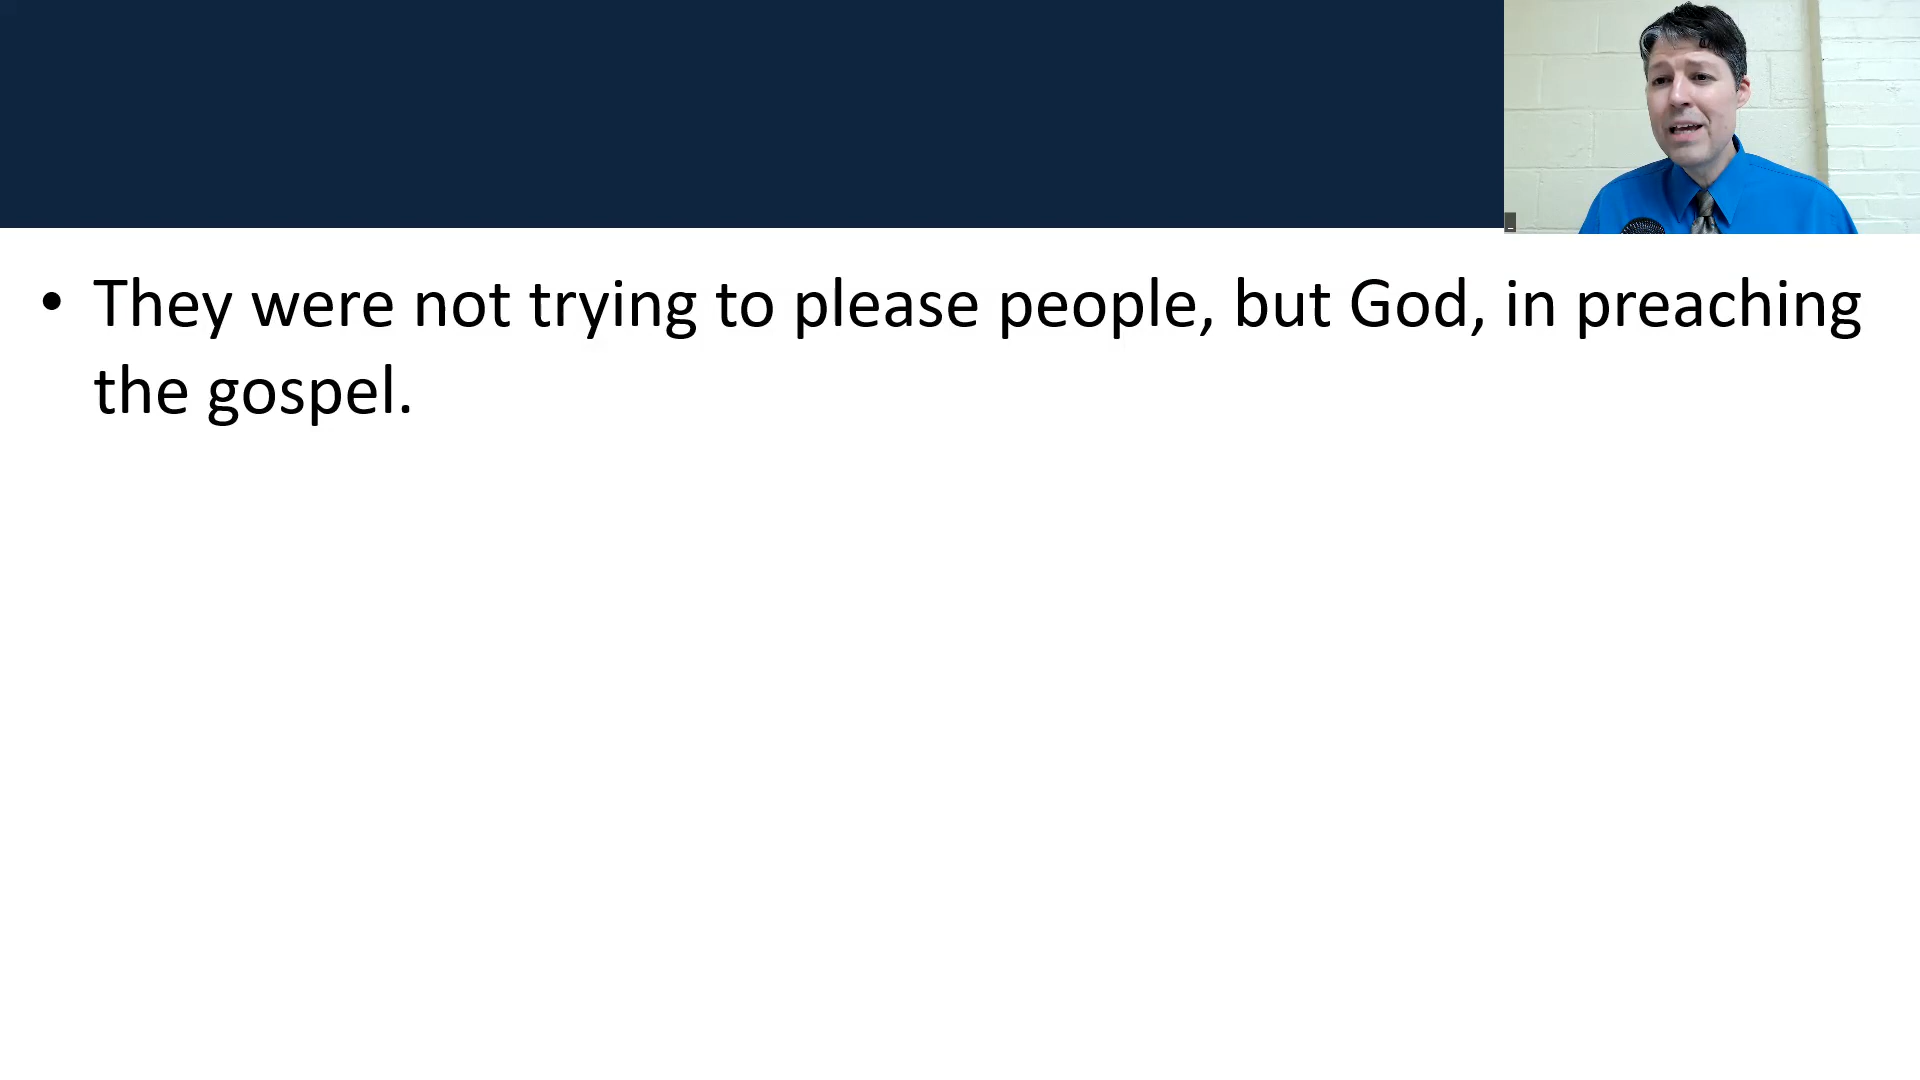 • They were not trying to please people, but God, in preaching
the gospel.